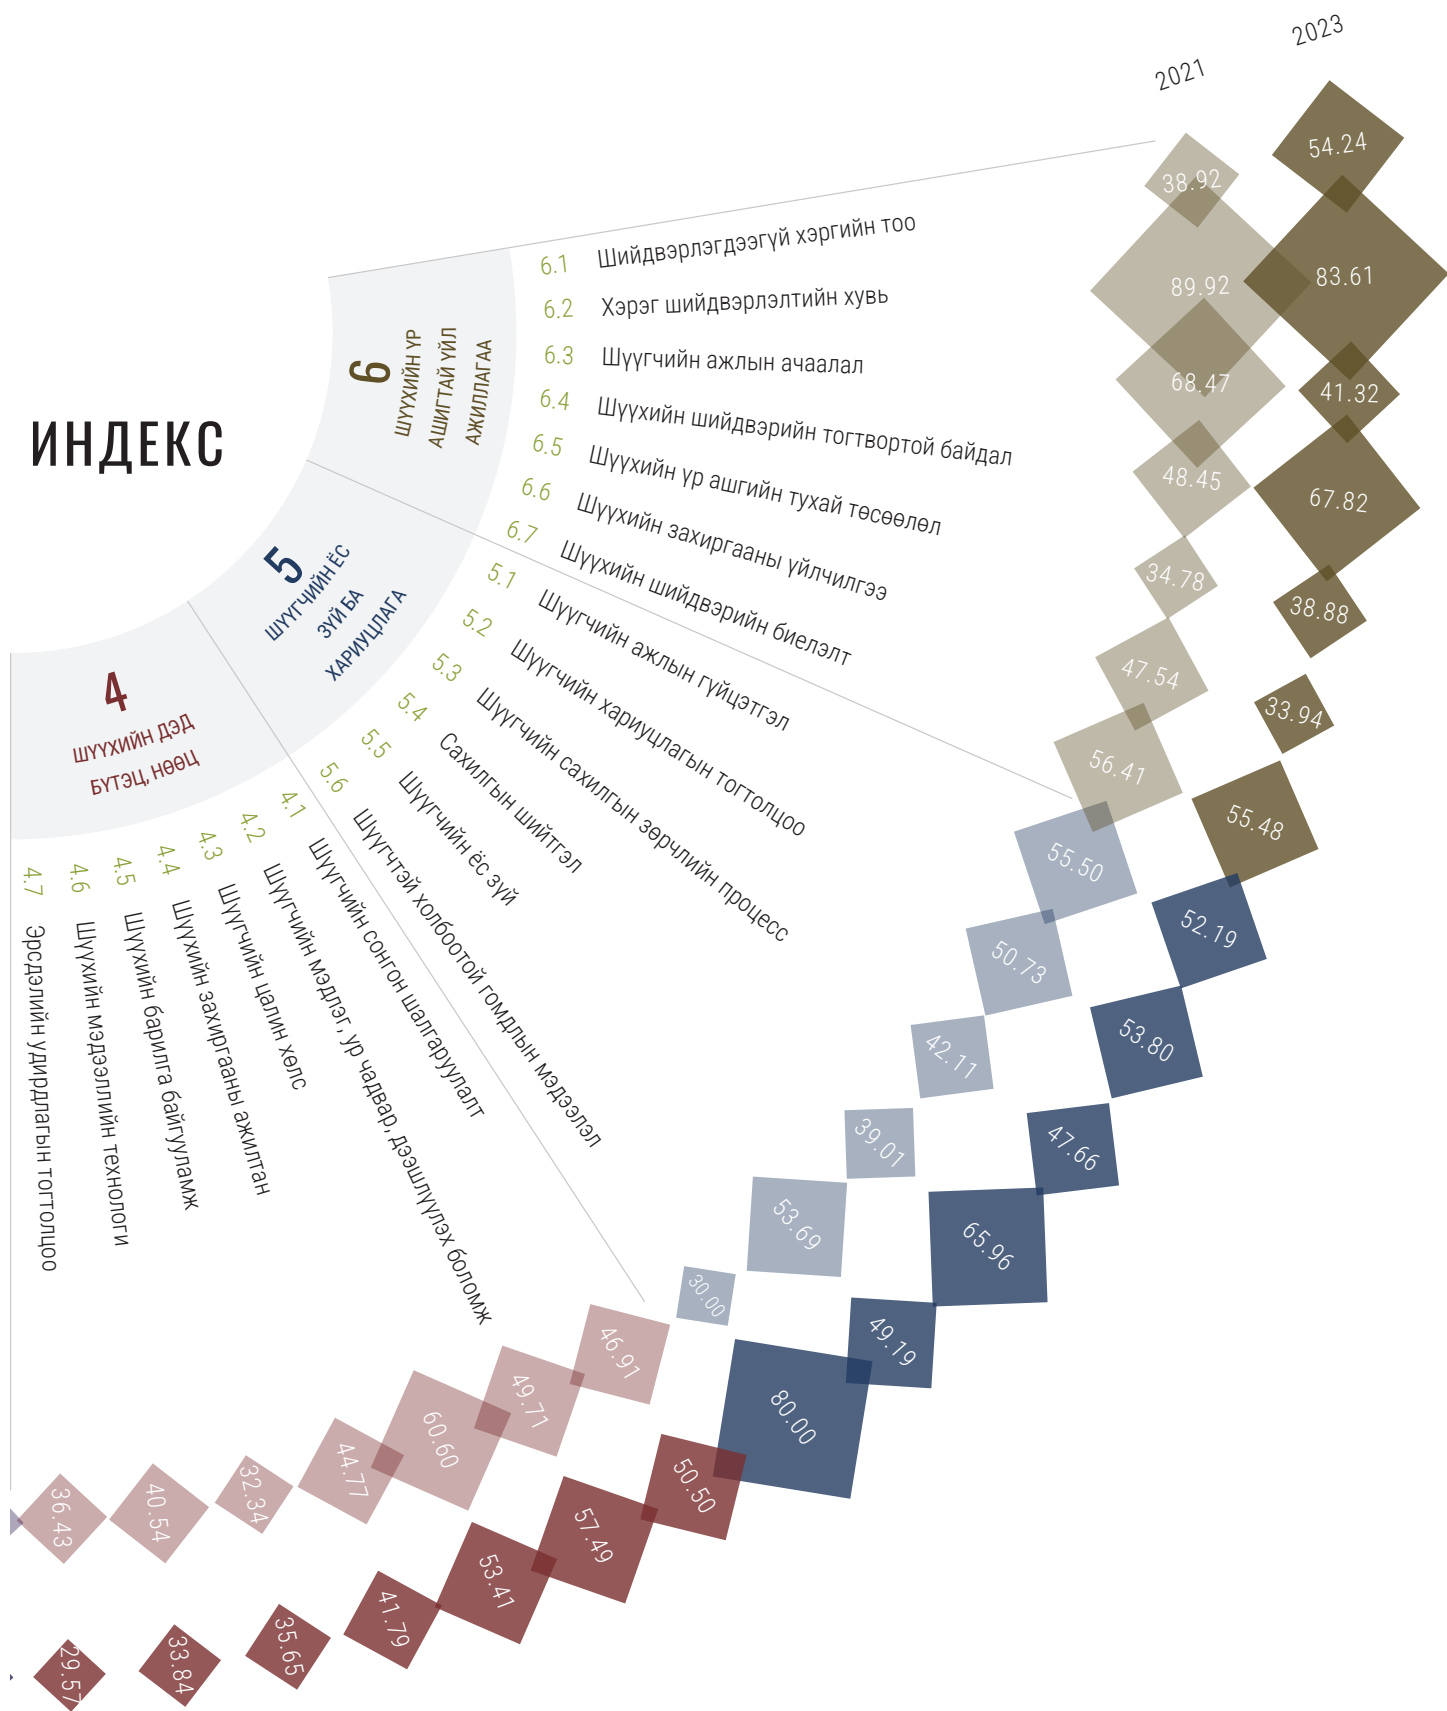 2021
2023
ИНДЕКС
6
ШҮҮХИЙН ҮР
АШИГТАЙ ҮЙЛ
АЖИЛЛАГАА
6.1 Шийдвэрлэгдээгүй хэргийн тоо
6.2 Хэрэг шийдвэрлэлтийн хувь
6.3 Шүүгчийн ажлын ачаалал
6.4 Шүүхийн шийдвэрийн тогтвортой байдал
6.5 Шүүхийн үр ашгийн тухай төсөөлөл
6.6 Шүүхийн захиргааны үйлчилгээ
6.7 Шүүхийн шийдвэрийн биелэлт
5
ШҮҮГЧИЙН ЁС
ЗҮЙ БА
ХАРИУЦЛАГА
5.1 Шүүгчийн ажлын гүйцэтгэл
5.2 Шүүгчийн хариуцлагын тогтолцоо
5.3 Шүүгчийн сахилгын зөрчлийн процесс
5.4 Сахилгын шийтгэл
5.5 Шүүгчийн ёс зүй
5.6 Шүүгчтэй холбоотой гомдлын мэдээлэл
4
ШҮҮХИЙН ДЭД
БҮТЭЦ, НӨӨЦ
4.1 Шүүгчийн сонгон шалгаруулалт
4.2 Шүүгчийн мэдлэг, ур чадвар, дээшлүүлэх боломж
4.3 Шүүгчийн цалин хөлс
4.4 Шүүхийн захиргааны ажилтан
4.5 Шүүхийн барилга байгууламж
4.6 Шүүхийн мэдээллийн технологи
4.7 Эрсдэлийн удирдлагын тогтолцоо
38.92
89.92
68.47
48.45
34.78
47.54
56.41
55.50
50.73
42.11
39.01
53.69
30.00
46.91
49.71
60.60
44.77
32.34
40.54
36.43
54.24
83.61
41.32
67.82
38.88
33.94
55.48
52.19
53.80
47.66
65.96
49.19
80.00
50.50
57.49
53.41
41.79
35.65
33.84
29.57